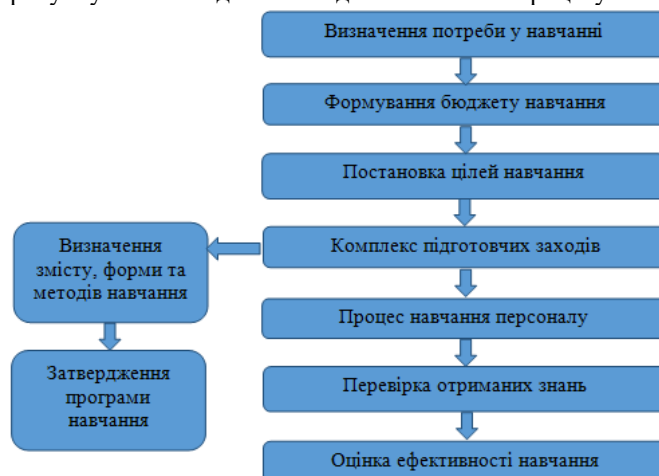 Визначення потреби у навчанні
Формування бюджету навчання
Постановка цілей навчання
Комплекс підготовчих заходів
Визначення
змісту, форми та
методів навчання
Затвердження
програми
навчання
Процес навчання персоналу
Перевірка отриманих знань
Оцінка ефективності навчання